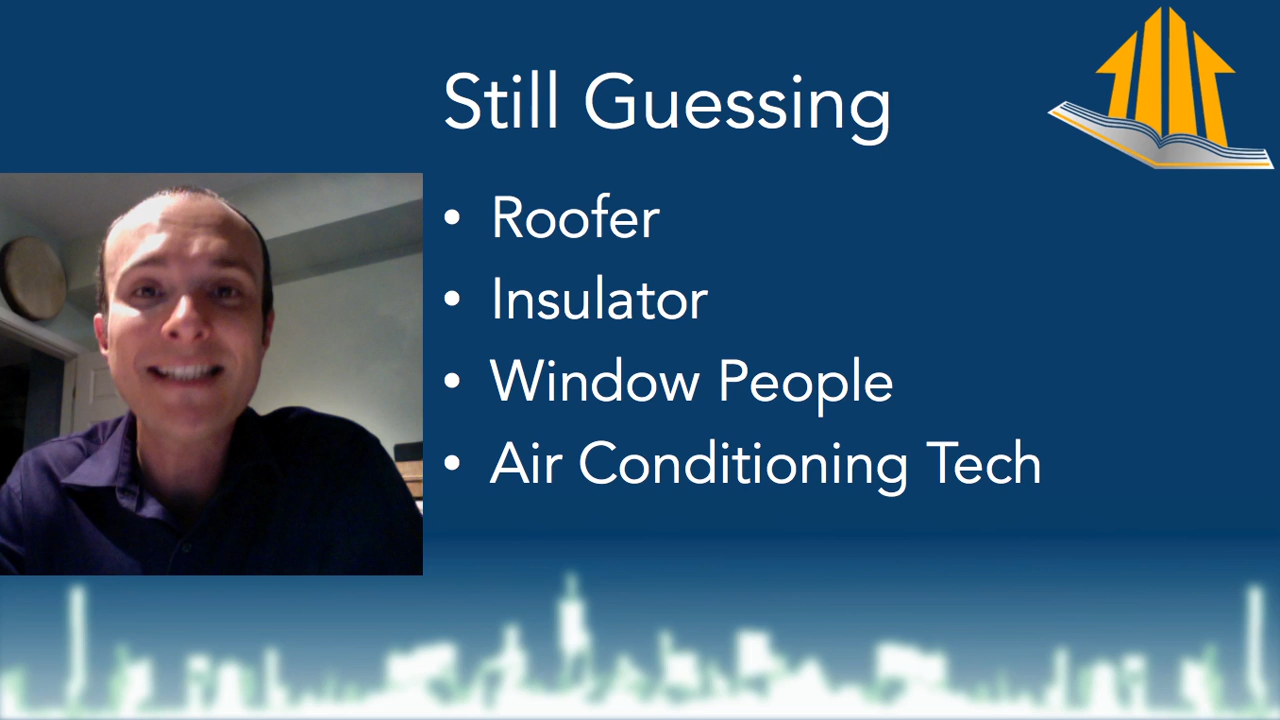 Still Guessing
• Roofer
• Insulator
• Window People
• Air Conditioning Tech